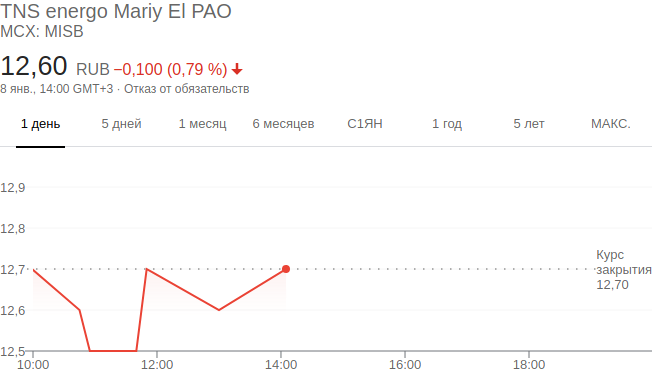 TNS energo Mariy El PAO
MCX: MISB
12,60 RUB −0,100 (0,79 %)
8 янв., 14:00 GMT+3 · Отказ от обязательств
1 день 5 дней 1 месяц 6 месяцев С1ЯН 1 год 5 лет МАКС.
12,9
12,8
12,7
12,6
12,5
Курс
закрытия
12,70
10:00 12:00 14:00 16:00 18:00